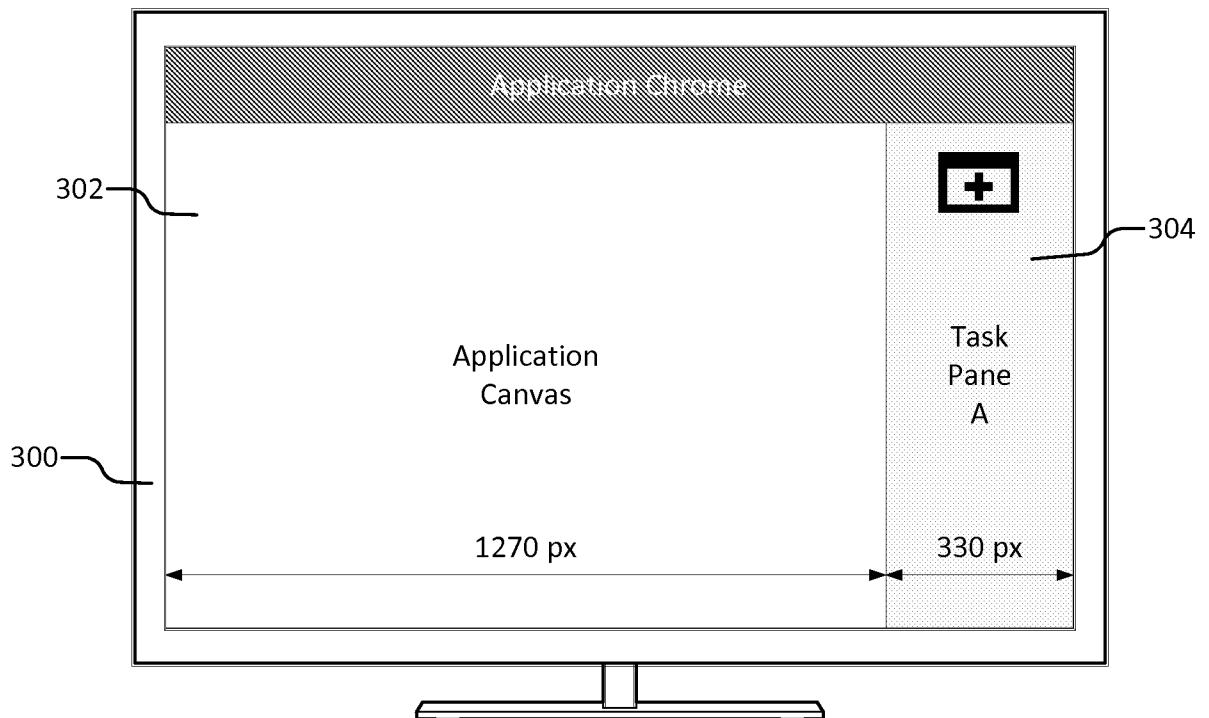 Application Chrome
302
304
Application
Canvas
Task
Pane
A
300
1270 px
330 px